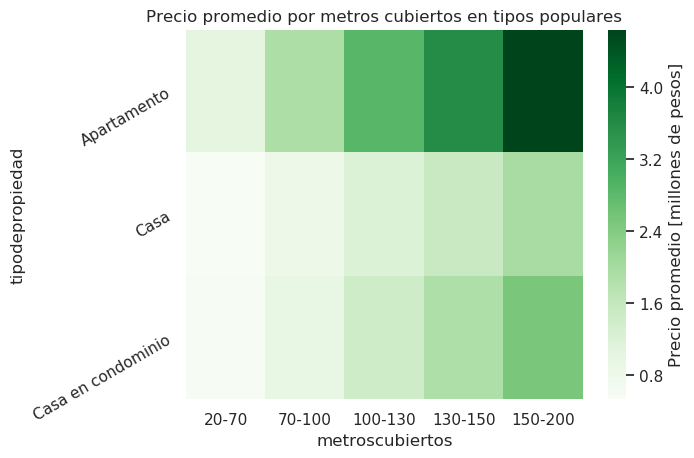 Precio promedio por metros cubiertos en tipos populares
tipodepropiedad
Apartamento
Casa
Casa en condominio
20-70 70-100 100-130 130-150 150-200
metroscubiertos
4.0
3.2
2.4
1.6
0.8
Precio promedio [millones de pesos]